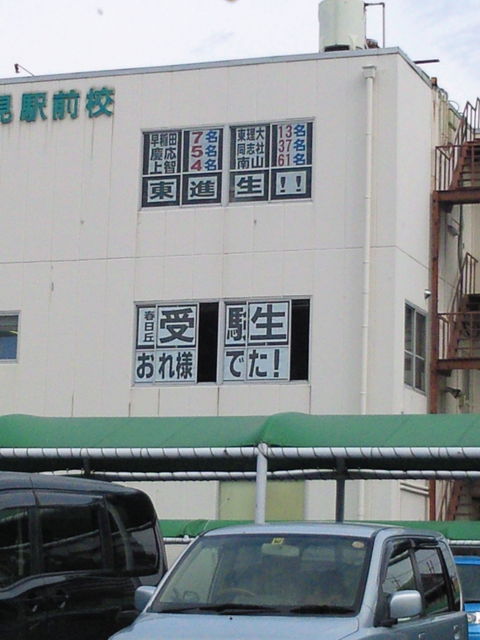 見駅前校
早稲田 7名 東理大 13名
慶応 5名 同志社 37名
上智 4名 南山 61名
東進生!!
春日丘 受験生
おれ様 でた!